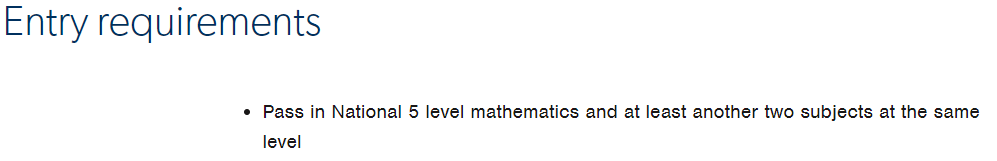 Entry requirements
• Pass in National 5 level mathematics and at least another two subjects at the same
level